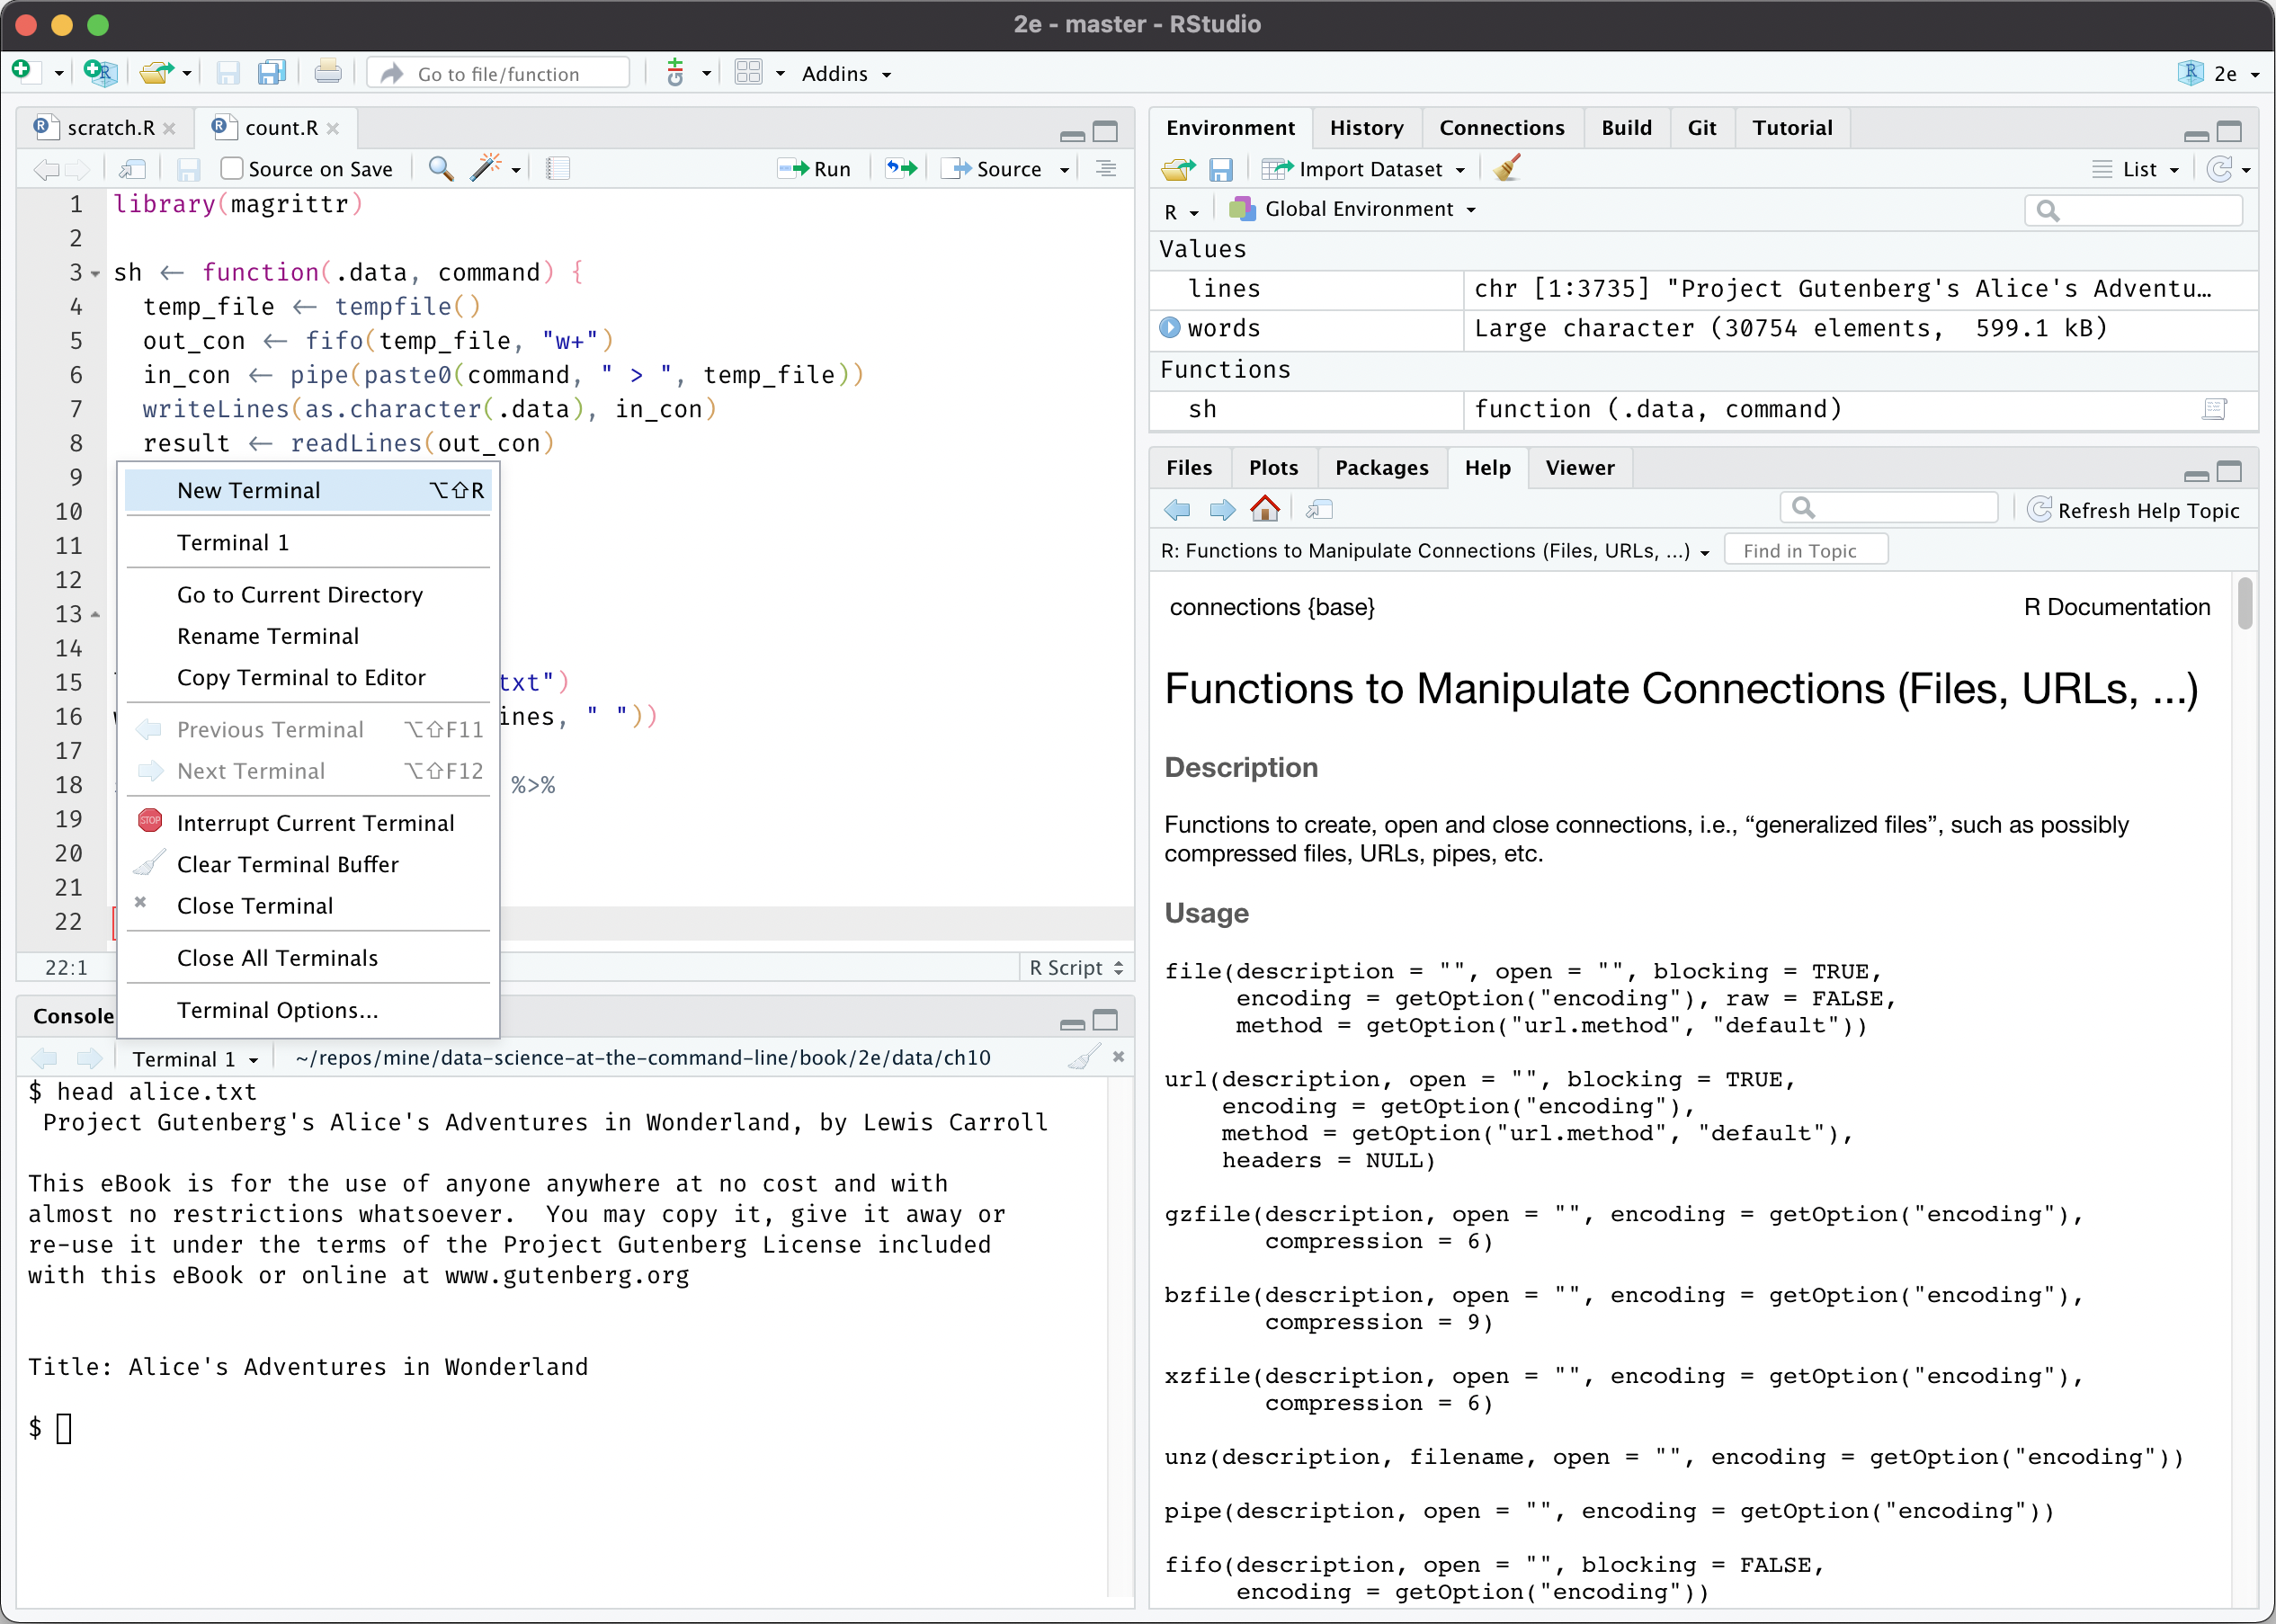 2e - master - RStudio
Go to file/function
Addins
2e
scratch.R
count.R
Source on Save
Run
Source
1 library(magrittr)
2
3 sh ← function(.data, command) {
4 temp_file ← tempfile()
5 out_con ← fifo(temp_file, "w+")
6 in_con ← pipe(paste0(command, " > ", temp_file))
7 writeLines(as.character(.data), in_con)
8 result ← readLines(out_con)
9
10
11
12
13
14
15 txt")
16 ines, " "))
17
18 %>%
19
20
21
22
New Terminal ⌥⇧R
Terminal 1
Go to Current Directory
Rename Terminal
Copy Terminal to Editor
Previous Terminal ⌥⇧F11
Next Terminal ⌥⇧F12
STOP Interrupt Current Terminal
Clear Terminal Buffer
Close Terminal
Close All Terminals
Terminal Options...
22:1
R Script
Console
Terminal 1 ~/repos/mine/data-science-at-the-command-line/book/2e/data/ch10
$ head alice.txt
Project Gutenberg's Alice's Adventures in Wonderland, by Lewis Carroll
This eBook is for the use of anyone anywhere at no cost and with
almost no restrictions whatsoever.  You may copy it, give it away or
re-use it under the terms of the Project Gutenberg License included
with this eBook or online at www.gutenberg.org
Title: Alice's Adventures in Wonderland
$
Environment History Connections Build Git Tutorial
Import Dataset
List
R Global Environment
Values
lines chr [1:3735] "Project Gutenberg's Alice's Adventu…
words Large character (30754 elements,  599.1 kB)
Functions
sh function (.data, command)
Files Plots Packages Help Viewer
Refresh Help Topic
R: Functions to Manipulate Connections (Files, URLs, ...)
Find in Topic
connections {base} R Documentation
Functions to Manipulate Connections (Files, URLs, ...)
Description
Functions to create, open and close connections, i.e., “generalized files”, such as possibly
compressed files, URLs, pipes, etc.
Usage
file(description = "", open = "", blocking = TRUE,
encoding = getOption("encoding"), raw = FALSE,
method = getOption("url.method", "default"))
url(description, open = "", blocking = TRUE,
encoding = getOption("encoding"),
method = getOption("url.method", "default"),
headers = NULL)
gzfile(description, open = "", encoding = getOption("encoding"),
compression = 6)
bzfile(description, open = "", encoding = getOption("encoding"),
compression = 9)
xzfile(description, open = "", encoding = getOption("encoding"),
compression = 6)
unz(description, filename, open = "", encoding = getOption("encoding"))
pipe(description, open = "", encoding = getOption("encoding"))
fifo(description, open = "", blocking = FALSE,
encoding = getOption("encoding"))